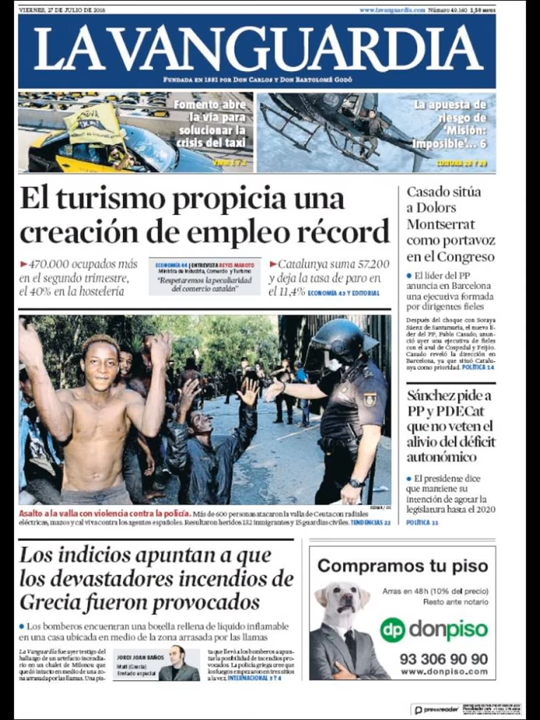 VIERNES, 27 DE JULIO DE 2018
www.lavanguardia.com
Número 49.140
1,50 euros
LA VANGUARDIA
FUNDADA EN 1881 POR DON CARLOS Y DON BARTOLOMÉ GODÓ
Fomento abre
la vía para
solucionar la
crisis del taxi
VIVIR 1 Y 2
La apuesta de
riesgo de
‘Misión:
Imposible’... 6
CULTURA 28 Y 29
El turismo propicia una
creación de empleo récord
470.000 ocupados más
en el segundo trimestre,
el 40% en la hostelería
ECONOMÍA 44 | ENTREVISTA REYES MAROTO
Ministra de Industria, Comercio y Turismo
“Respetaremos la peculiaridad
del comercio catalán”
Catalunya suma 57.200
y deja la tasa de paro en
el 11,4% ECONOMÍA 43 Y EDITORIAL
Asalto a la valla con violencia contra la policía. Más de 600 personas atacaron la valla de Ceuta con radiales
eléctricas, mazos y cal viva contra los agentes españoles. Resultaron heridos 132 inmigrantes y 15 guardias civiles. TENDENCIAS 22
Casado sitúa
a Dolors
Montserrat
como portavoz
en el Congreso
El líder del PP
anuncia en Barcelona
una ejecutiva formada
por dirigentes fieles
Después del choque con Soraya
Sáenz de Santamaría, el nuevo lí-
der del PP, Pablo Casado, anun-
ció ayer una ejecutiva de fieles
con el aval de Cospedal y Feijóo.
Casado reveló la dirección en
Barcelona, ya que situó Catalu-
nya como prioridad. POLÍTICA 14
Sánchez pide a
PP y PDECat
que no veten el
alivio del déficit
autonómico
El presidente dice
que mantiene su
intención de agotar la
legislatura hasta el 2020
POLÍTICA 11
Los indicios apuntan a que
los devastadores incendios de
Grecia fueron provocados
Los bomberos encuentran una botella rellena de líquido inflamable
en una casa ubicada en medio de la zona arrasada por las llamas
La Vanguardia fue ayer testigo del
hallazgo de un artefacto incendia-
rio en un chalet de Mikonou que
quedó intacto en medio de una zo-
na arrasada por las llamas. Una pis-
JORDI JOAN BAÑOS
Mati (Grecia)
Enviado especial
ta que llevó a los bomberos a apun-
tar la posibilidad de incendios pro-
vocados. La policía griega cree que
los fuegos empezaron en tres sitios
a la vez. INTERNACIONAL 3 Y 4
Compramos tu piso
Arras en 48h (10% del precio)
Resto ante notario
dp donpiso
93 306 90 90
www.donpiso.com
pressreader